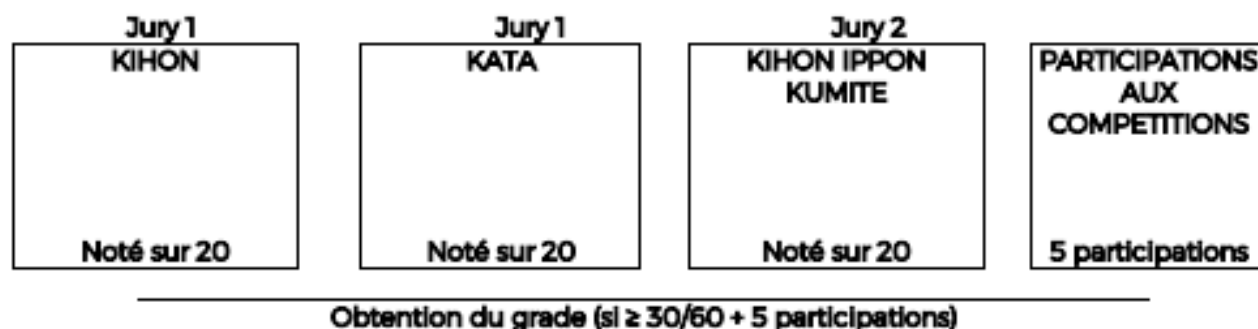 Jury 1
KIHON
Noté sur 20
Jury 1
KATA
Noté sur 20
Jury 2
KIHON IPPON
KUMITE
Noté sur 20
PARTICIPATIONS
AUX
COMPETITIONS
5 participations
Obtention du grade (si ≥ 30/60 + 5 participations)